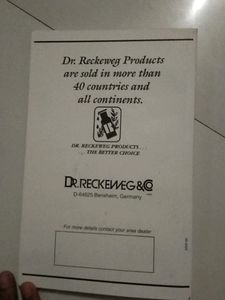 Dr. Reckeweg Products
are sold in more than
40 countries and
all continents.
DR. RECKEWEG PRODUCTS. . .
. . . THE BETTER CHOICE
DR.RECKEWEG&CO
D-64625 Bensheim, Germany
For more details contact your area dealer